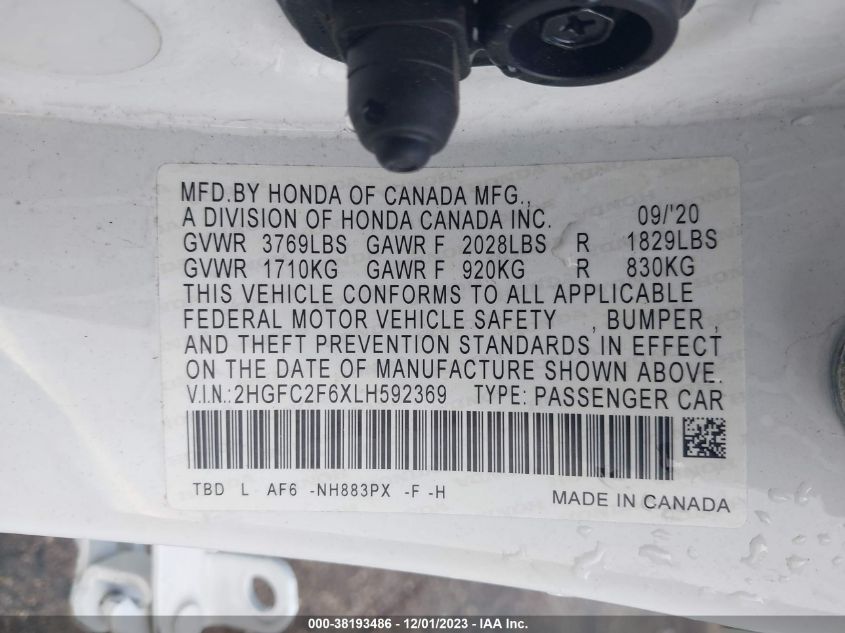 MFD.BY HONDA OF CANADA MFG.,
A DIVISION OF HONDA CANADA INC. 09/'20
GVWR 3769LBS GAWR F 2028LBS R 1829LBS
GVWR 1710KG GAWR F 920KG R 830KG
THIS VEHICLE CONFORMS TO ALL APPLICABLE
FEDERAL MOTOR VEHICLE SAFETY , BUMPER ,
AND THEFT PREVENTION STANDARDS IN EFFECT
ON THE DATE OF MANUFACTURE SHOWN ABOVE.
V.I.N.:2HGFC2F6XLH592369 TYPE: PASSENGER CAR
TBD L AF6 -NH883PX -F -H
MADE IN CANADA
000-38193486 - 12/01/2023 - IAA Inc.